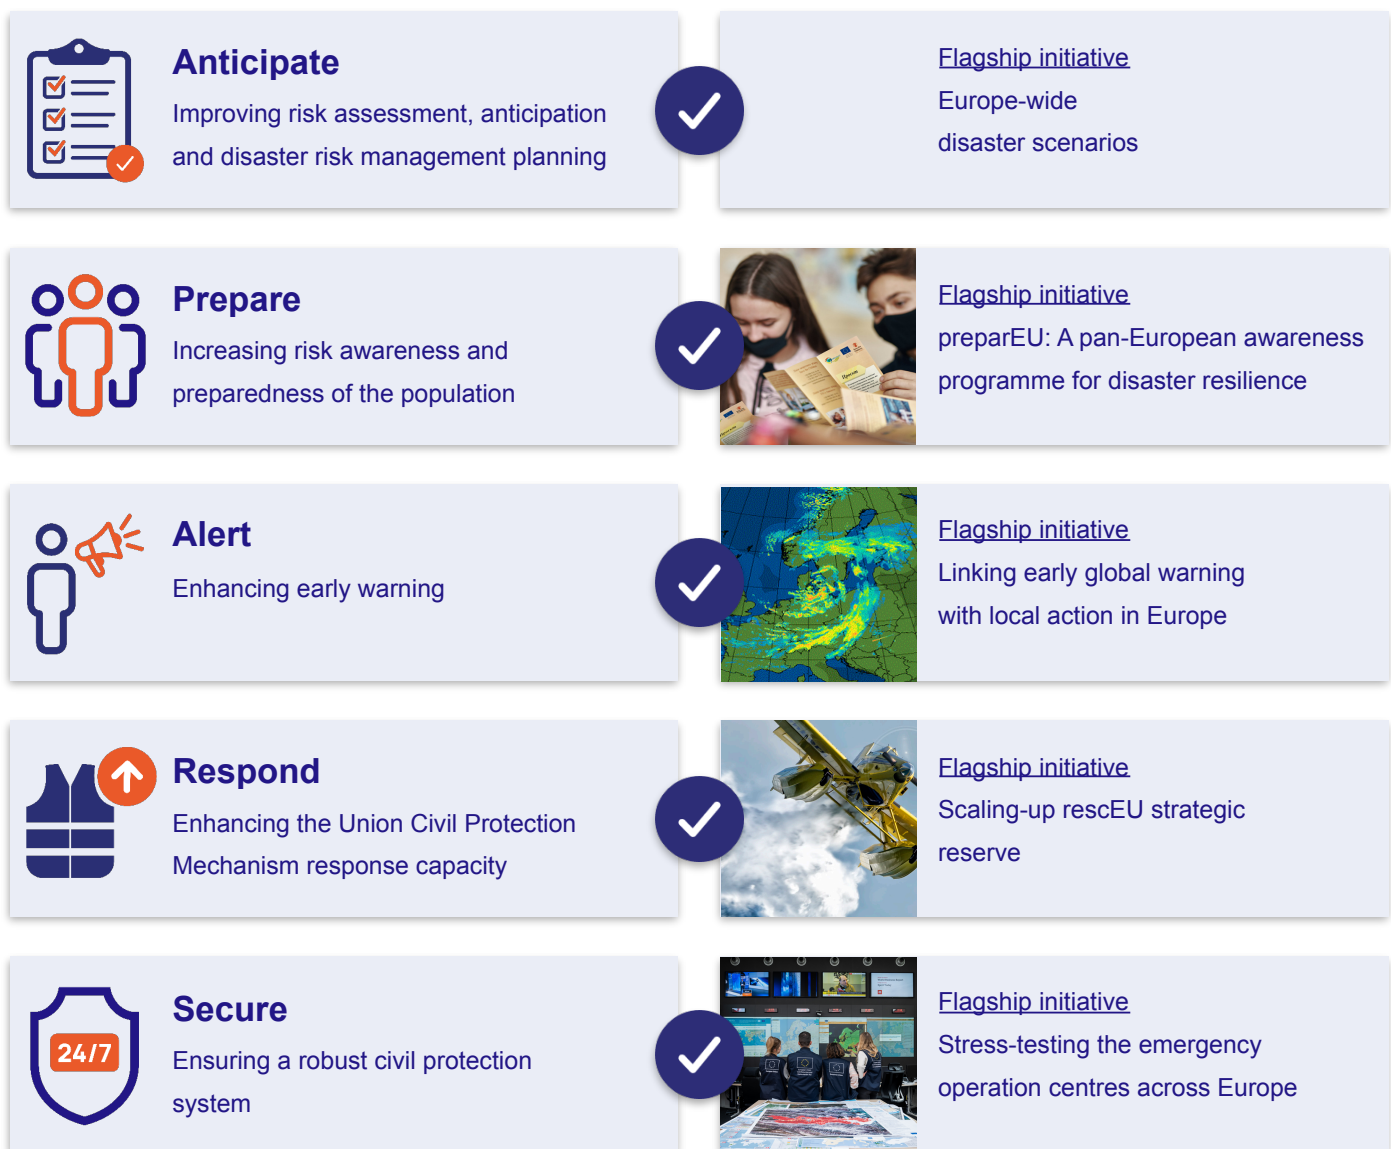 Anticipate
Improving risk assessment, anticipation
and disaster risk management planning
Flagship initiative
Europe-wide
disaster scenarios
Prepare
Increasing risk awareness and
preparedness of the population
Flagship initiative
preparEU: A pan-European awareness
programme for disaster resilience
Alert
Enhancing early warning
Flagship initiative
Linking early global warning
with local action in Europe
Respond
Enhancing the Union Civil Protection
Mechanism response capacity
Flagship initiative
Scaling-up rescEU strategic
reserve
24/7
Secure
Ensuring a robust civil protection
system
Flagship initiative
Stress-testing the emergency
operation centres across Europe